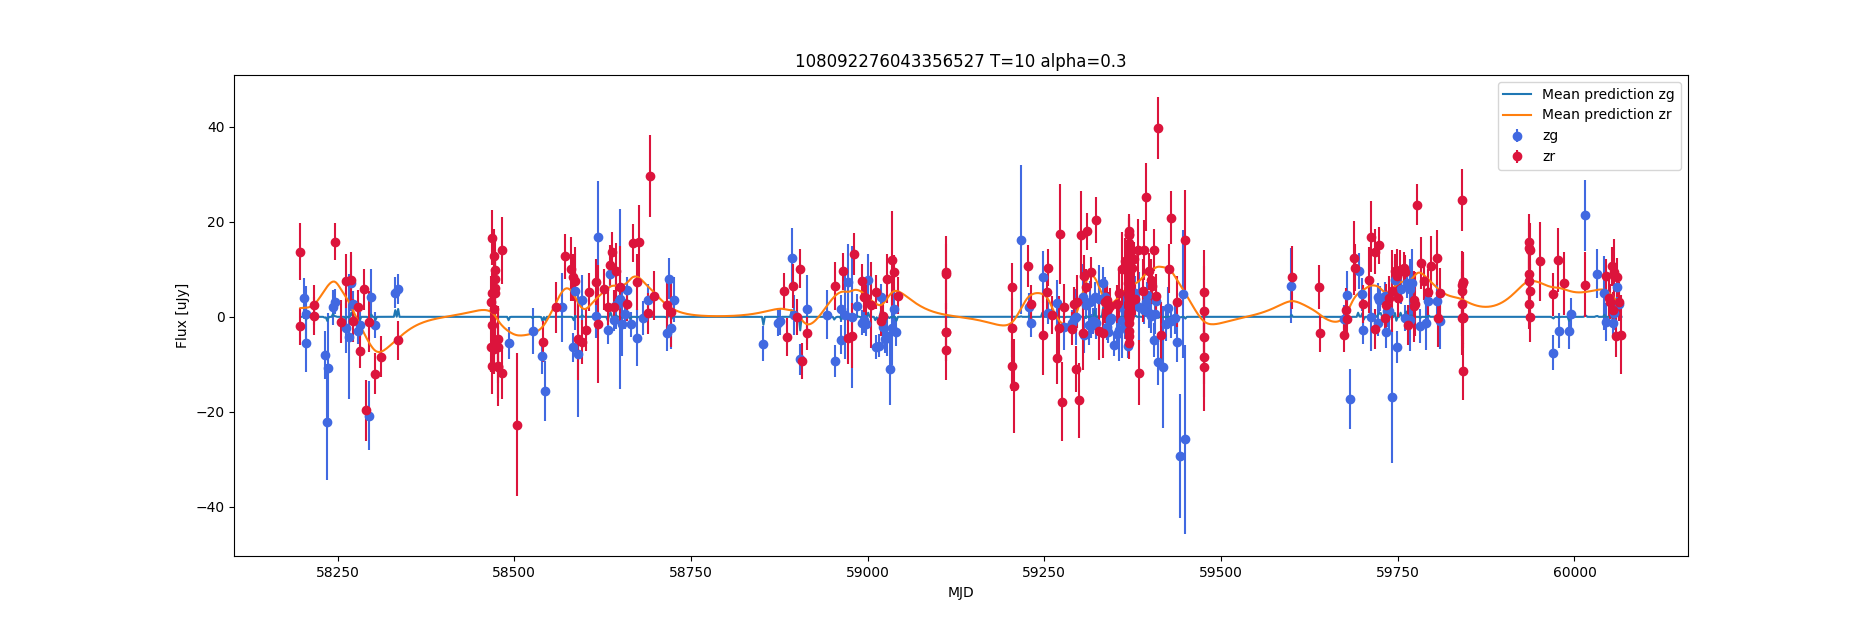 108092276043356527 T=10 alpha=0.3
Mean prediction zg
Mean prediction zr
zg
zr
Flux [uJy]
40
20
0
−20
−40
58250 58500 58750 59000 59250 59500 59750 60000
MJD